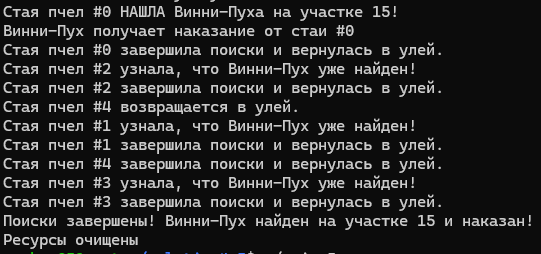 Стая пчел #0 НАШЛА Винни-Пуха на участке 15!
Винни-Пух получает наказание от стаи #0
Стая пчел #0 завершила поиски и вернулась в улей.
Стая пчел #2 узнала, что Винни-Пух уже найден!
Стая пчел #2 завершила поиски и вернулась в улей.
Стая пчел #4 возвращается в улей.
Стая пчел #1 узнала, что Винни-Пух уже найден!
Стая пчел #1 завершила поиски и вернулась в улей.
Стая пчел #4 завершила поиски и вернулась в улей.
Стая пчел #3 узнала, что Винни-Пух уже найден!
Стая пчел #3 завершила поиски и вернулась в улей.
Поиски завершены! Винни-Пух найден на участке 15 и наказан!
Ресурсы очищены